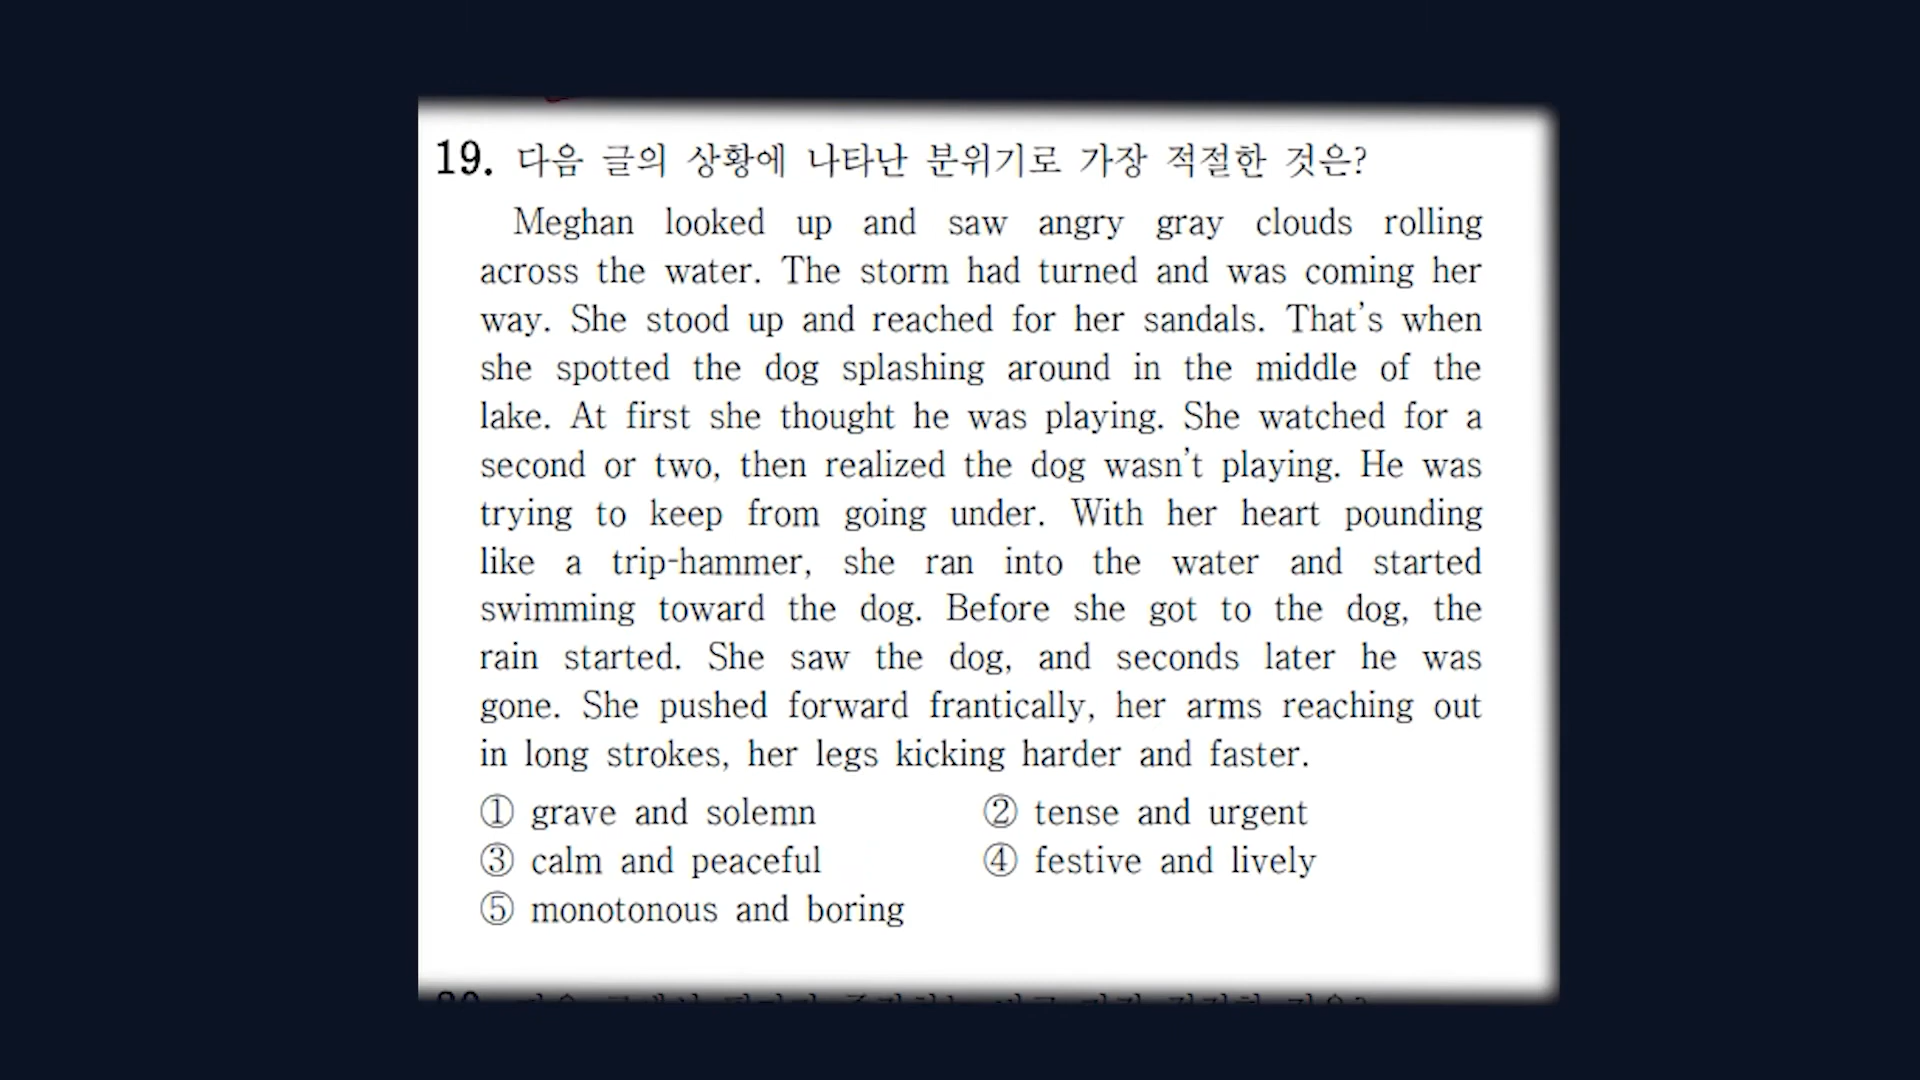 19. 다음 글의 상황에 나타난 분위기로 가장 적절한 것은?
Meghan looked up and saw angry gray clouds rolling
across the water. The storm had turned and was coming her
way. She stood up and reached for her sandals. That's when
she spotted the dog splashing around in the middle of the
lake. At first she thought he was playing. She watched for a
second or two, then realized the dog wasn't playing. He was
trying to keep from going under. With her heart pounding
like a trip-hammer, she ran into the water and started
swimming toward the dog. Before she got to the dog, the
rain started. She saw the dog, and seconds later he was
gone. She pushed forward frantically, her arms reaching out
in long strokes, her legs kicking harder and faster.
① grave and solemn ② tense and urgent
③ calm and peaceful ④ festive and lively
⑤ monotonous and boring